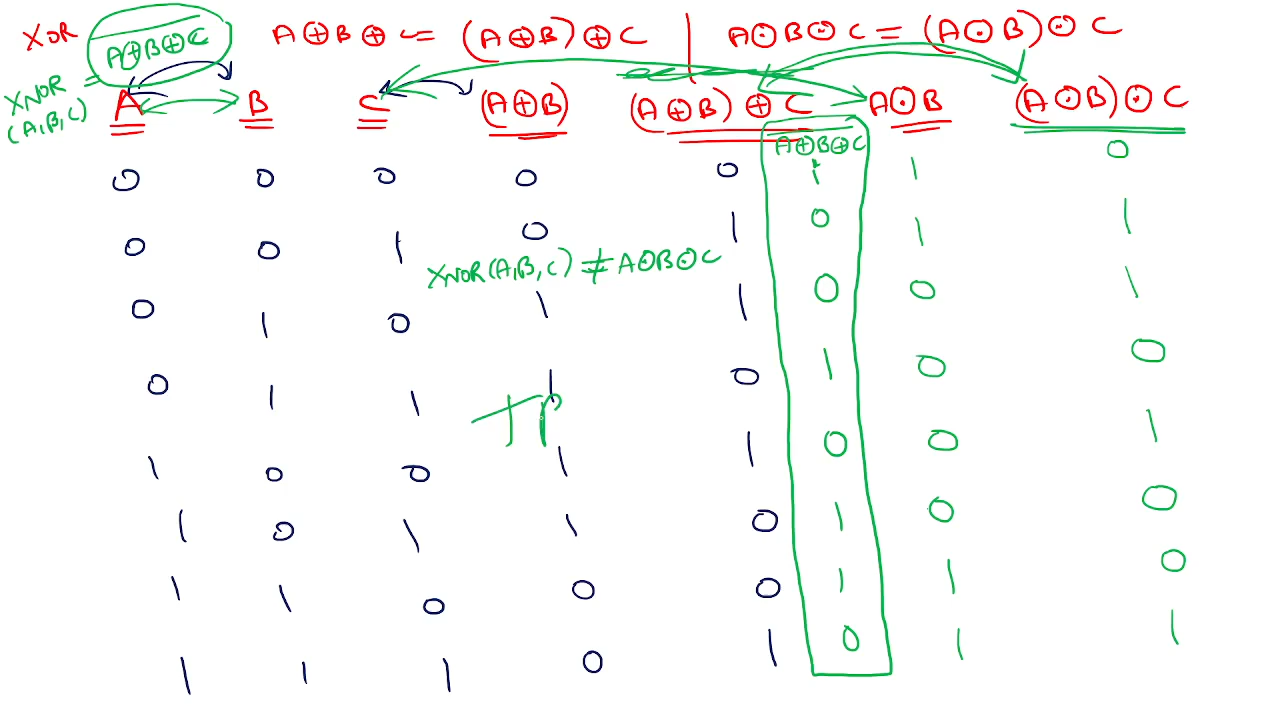 XOR A⊕B⊕C A⊕B⊕C = (A⊕B)⊕C | A⊙B⊙C = (A⊙B)⊙C
XNOR = (A,B,C)
A B C (A⊕B) (A⊕B)⊕C A⊙B (A⊙B)⊙C
A⊕B⊕C
0 0 0 0 0 1 1 0
0 0 1 0 1 0 1 1
XNOR(A,B,C) ≠ A⊙B⊙C
0 1 0 1 1 0 0 1
0 1 1 1 0 1 0 0
1 0 0 1 1 0 0 1
1 0 1 1 0 1 0 0
1 1 0 0 0 1 1 0
1 1 1 0 1 0 1 1